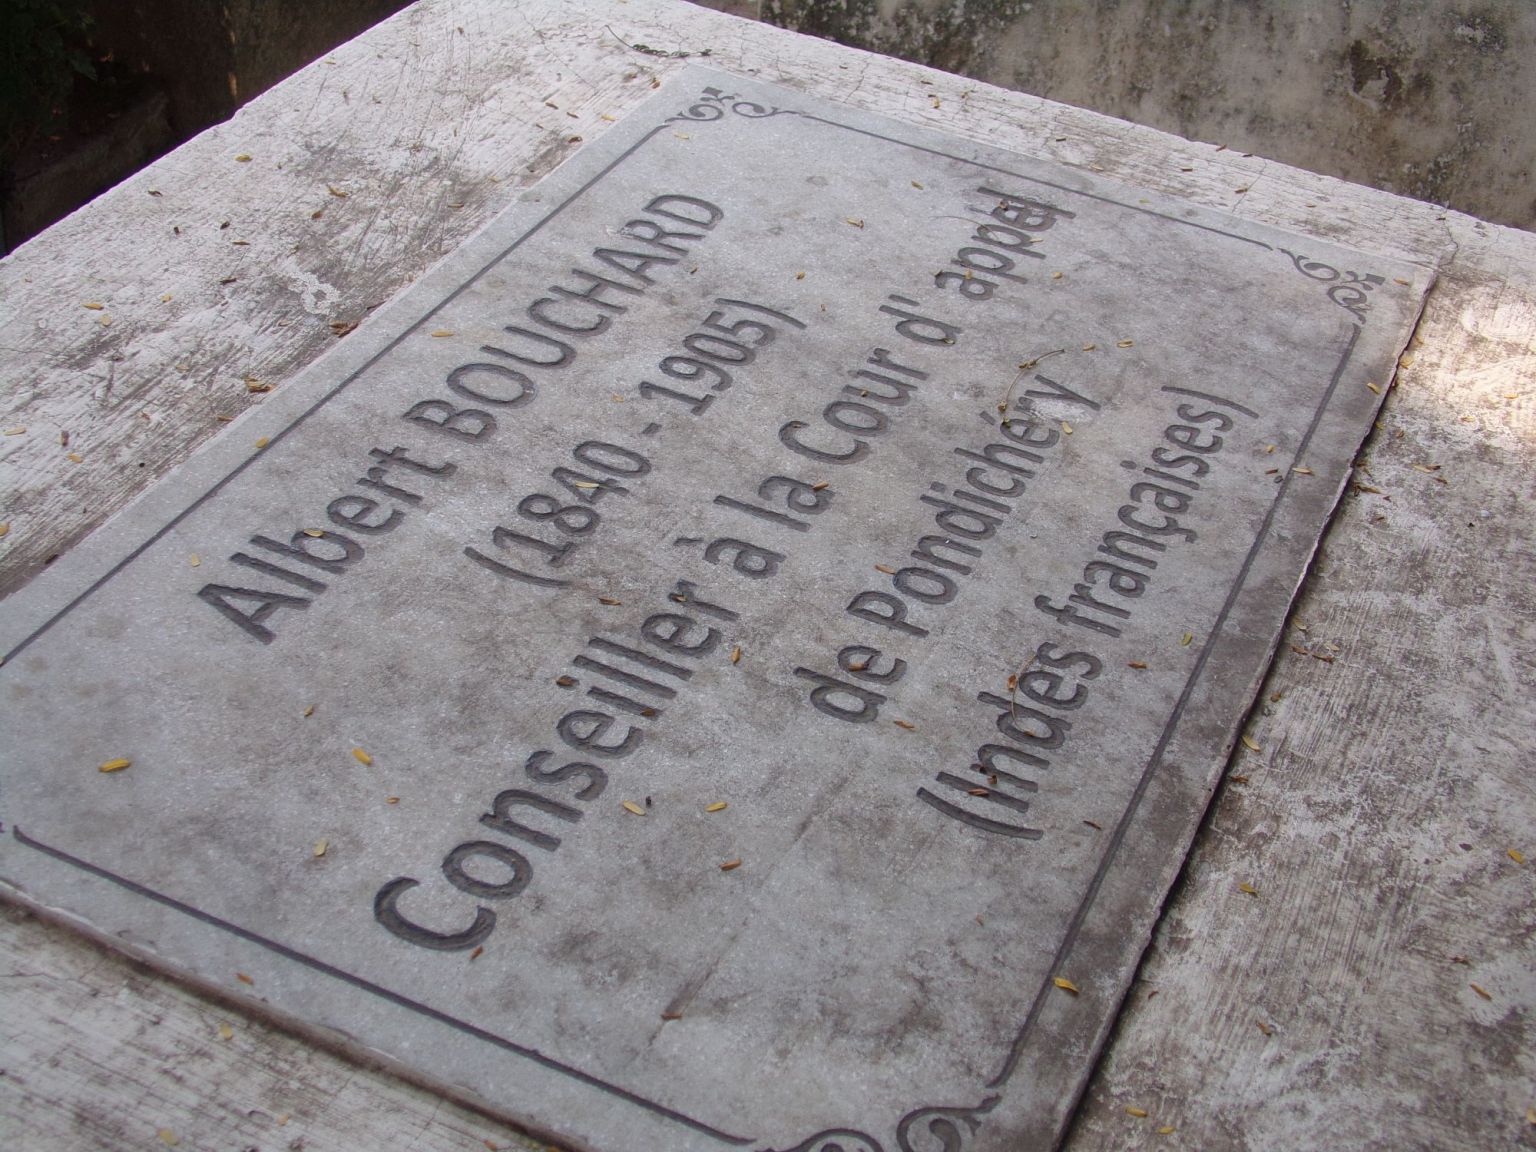 Albert BOUCHARD
(1840 - 1905)
Conseiller à la Cour d' appel
de Pondichéry
(Indes françaises)